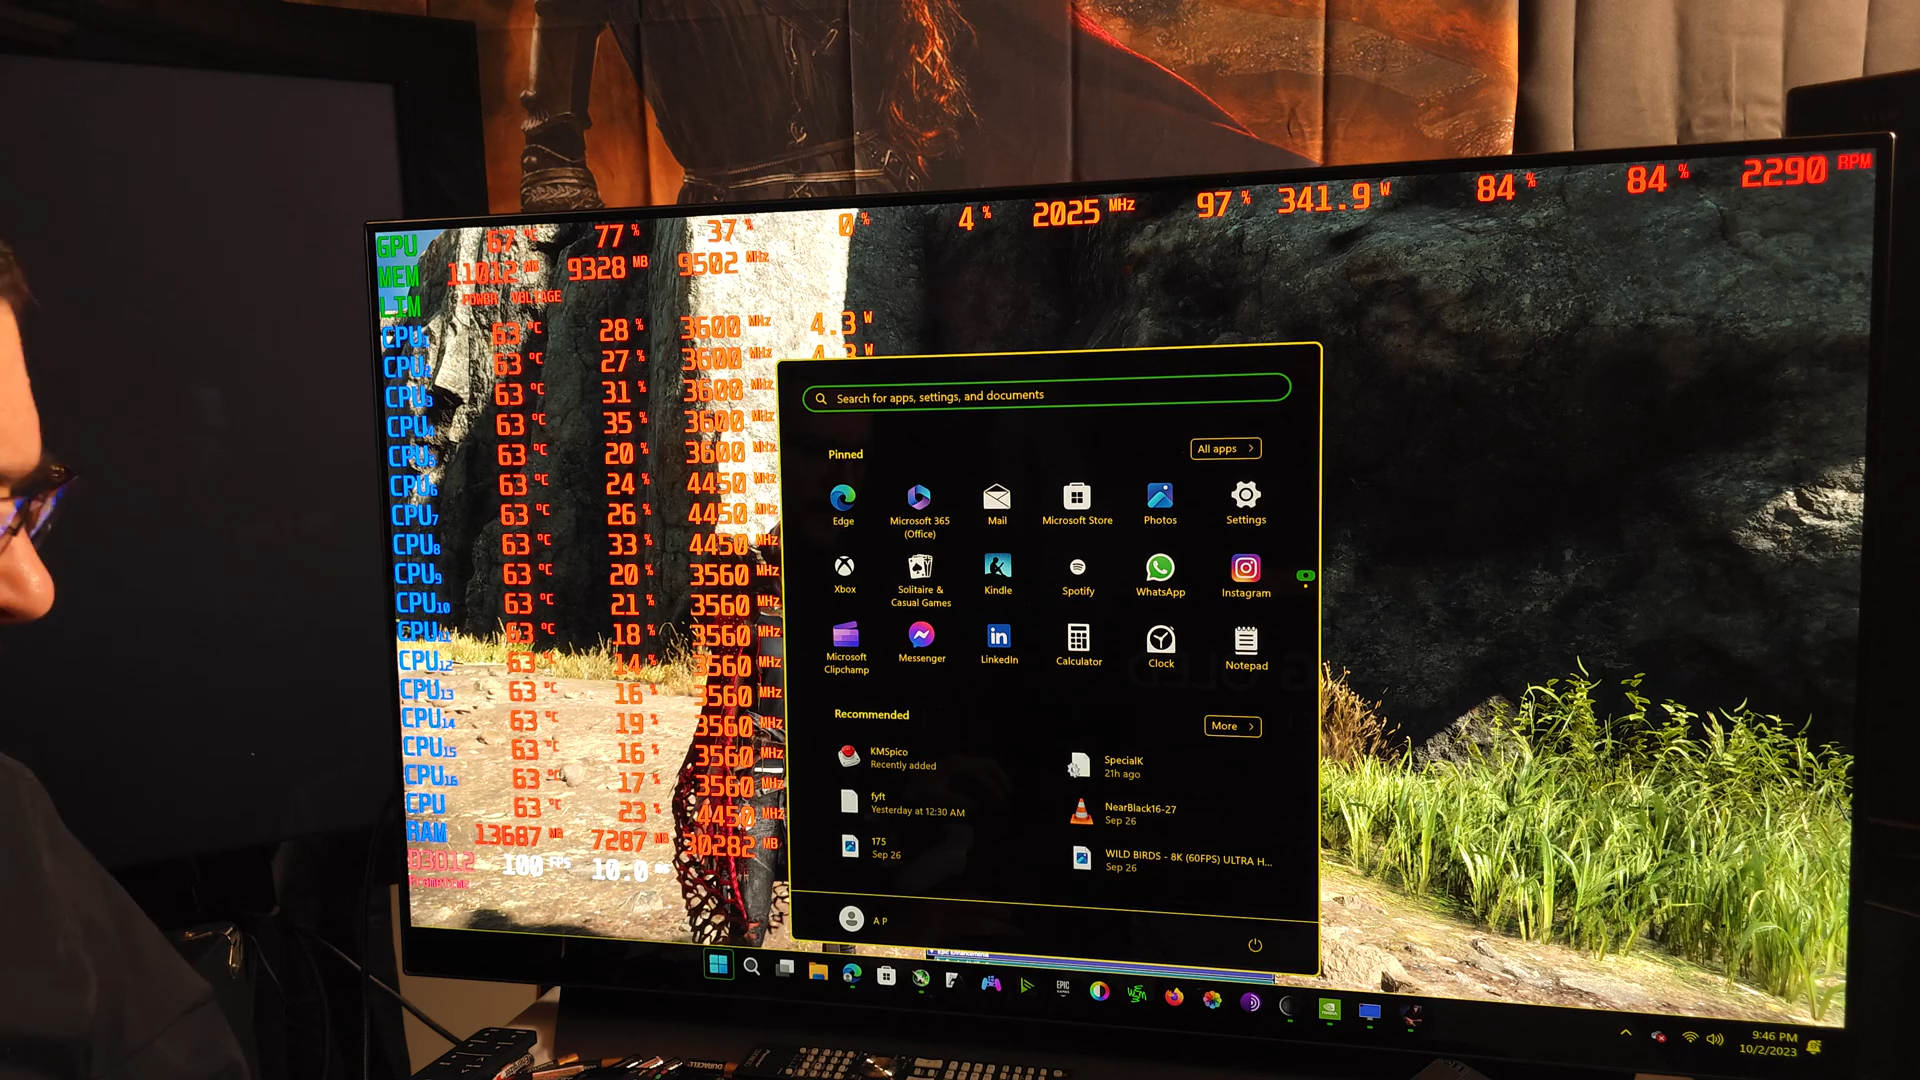 GPU 67 °C 77 % 37 % 0 % 4 % 2025 MHz 97 % 341.9 W 84 % 84 % 2290 RPM
MEM 11012 MB 9328 MB 9502 MHz
LIM POWER, VOLTAGE
CPU1 63 °C 28 % 3600 MHz 4.3 W
CPU2 63 °C 27 % 3600 MHz 4.3 W
CPU3 63 °C 31 % 3600 MHz
CPU4 63 °C 35 % 3600 MHz
CPU5 63 °C 20 % 3600 MHz
CPU6 63 °C 24 % 4450 MHz
CPU7 63 °C 26 % 4450 MHz
CPU8 63 °C 33 % 4450 MHz
CPU9 63 °C 20 % 3560 MHz
CPU10 63 °C 21 % 3560 MHz
CPU11 63 °C 18 % 3560 MHz
CPU12 63 °C 14 % 3560 MHz
CPU13 63 °C 16 % 3560 MHz
CPU14 63 °C 19 % 3560 MHz
CPU15 63 °C 16 % 3560 MHz
CPU16 63 °C 17 % 3560 MHz
CPU 63 °C 23 % 4450 MHz
RAM 13687 MB 7287 MB 30282 MB
D3D12 100 FPS 10.0 ms
Frametime
Search for apps, settings, and documents
Pinned
All apps >
Edge
Microsoft 365
(Office)
Mail
Microsoft Store
Photos
Settings
Xbox
Solitaire &
Casual Games
Kindle
Spotify
WhatsApp
Instagram
Microsoft
Clipchamp
Messenger
LinkedIn
Calculator
Clock
Notepad
Recommended
More >
KMSpico
Recently added
SpecialK
21h ago
fyft
Yesterday at 12:30 AM
NearBlack16-27
Sep 26
175
Sep 26
WILD BIRDS - 8K (60FPS) ULTRA H...
Sep 26
A P
EPIC
GAMES
NVIDIA
9:46 PM
10/2/2023
DURACELL